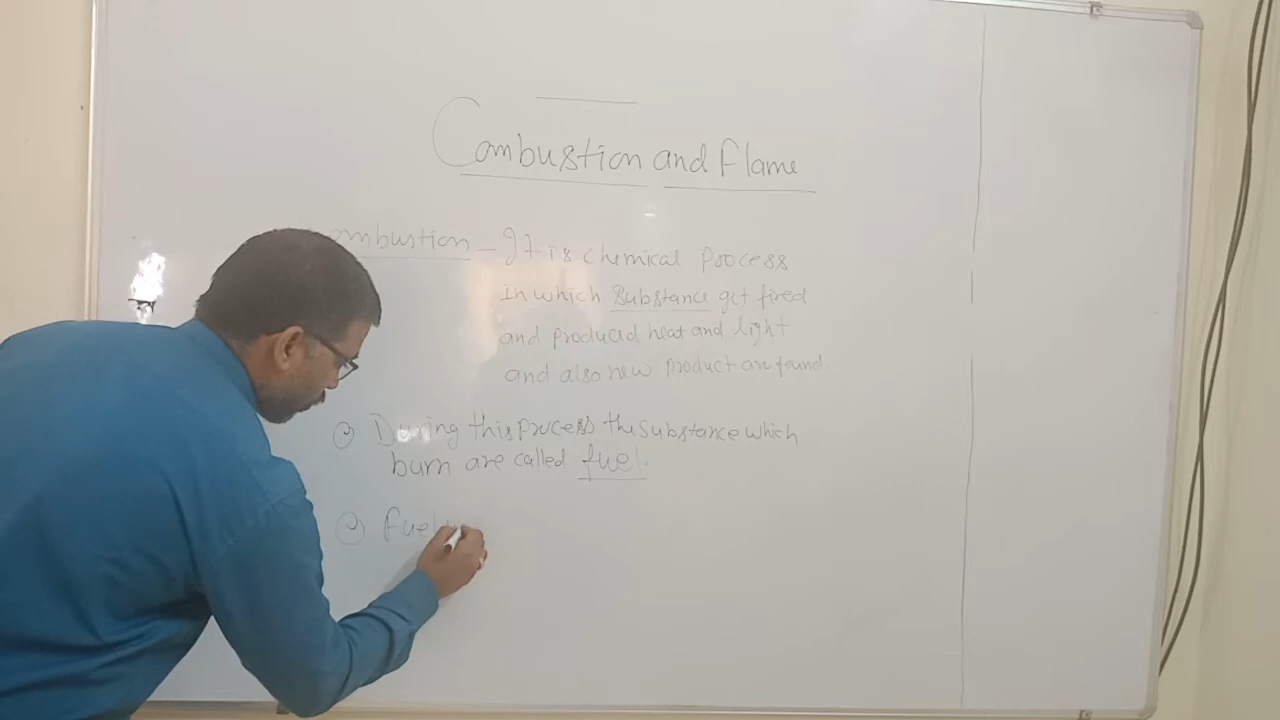 Combustion and Flame
ombustion - It is chemical process
in which substance get fired
and produced heat and light
and also new product are found.
During this process the substance which
burn are called fuel.
Fuel